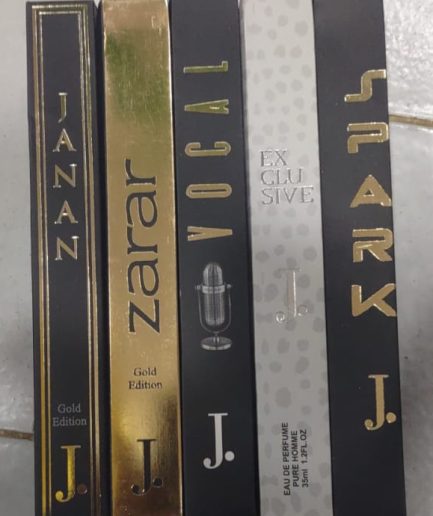 JANAN
Gold
Edition
J.
zarar
Gold
Edition
J.
VOCAL
J.
EX
CLU
SIVE
J.
EAU DE PERFUME
PURE HOMME
35ml 1.2FL. OZ
SPARK
J.